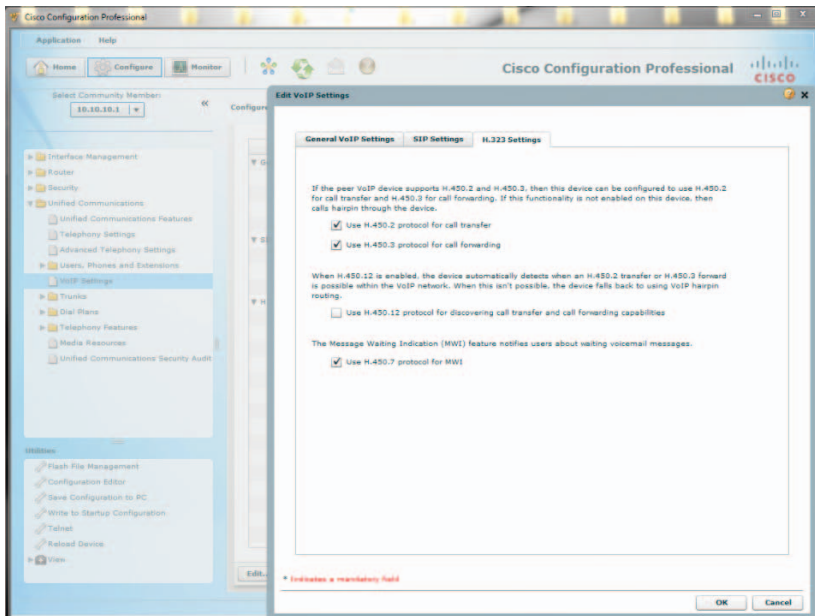 Cisco Configuration Professional
Application Help
Home Configure Monitor
Cisco Configuration Professional
CISCO
Select Community Member:
10.10.10.1
«
Configure
Interface Management
Router
Security
Unified Communications
Unified Communications Features
Telephony Settings
Advanced Telephony Settings
Users, Phones and Extensions
VoIP Settings
Trunks
Dial Plans
Telephony Features
Media Resources
Unified Communications Security Audit
Utilities
Flash File Management
Configuration Editor
Save Configuration to PC
Write to Startup Configuration
Telnet
Reload Device
View
Edit...
Edit VoIP Settings
General VoIP Settings SIP Settings H.323 Settings
If the peer VoIP device supports H.450.2 and H.450.3, then this device can be configured to use H.450.2
for call transfer and H.450.3 for call forwarding. If this functionality is not enabled on this device, then
calls hairpin through the device.
Use H.450.2 protocol for call transfer
Use H.450.3 protocol for call forwarding
When H.450.12 is enabled, the device automatically detects when an H.450.2 transfer or H.450.3 forward
is possible within the VoIP network. When this isn't possible, the device falls back to using VoIP hairpin
routing.
Use H.450.12 protocol for discovering call transfer and call forwarding capabilities
The Message Waiting Indication (MWI) feature notifies users about waiting voicemail messages.
Use H.450.7 protocol for MWI
* Indicates a mandatory field
OK Cancel